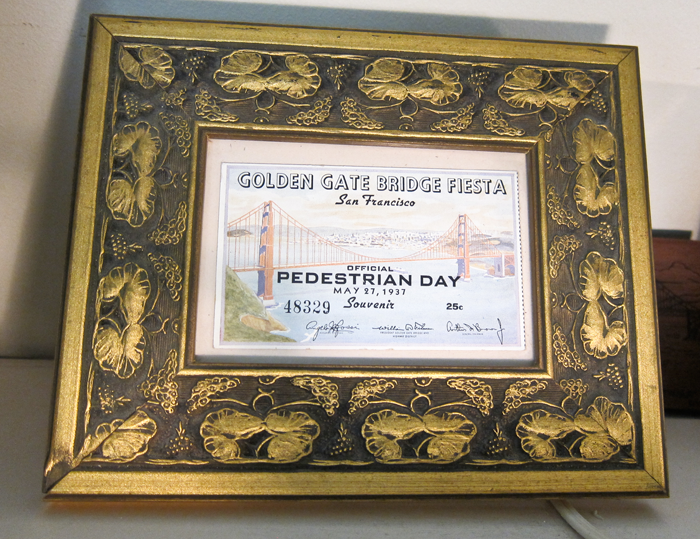 GOLDEN GATE BRIDGE FIESTA
San Francisco
OFFICIAL
PEDESTRIAN DAY
MAY 27, 1937
48329 Souvenir 25c